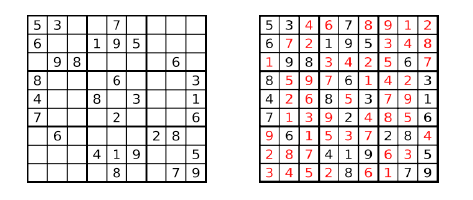 5 3 7
6 1 9 5
9 8 6
8 6 3
4 8 3 1
7 2 6
6 2 8
4 1 9 5
8 7 9
5 3 4 6 7 8 9 1 2
6 7 2 1 9 5 3 4 8
1 9 8 3 4 2 5 6 7
8 5 9 7 6 1 4 2 3
4 2 6 8 5 3 7 9 1
7 1 3 9 2 4 8 5 6
9 6 1 5 3 7 2 8 4
2 8 7 4 1 9 6 3 5
3 4 5 2 8 6 1 7 9